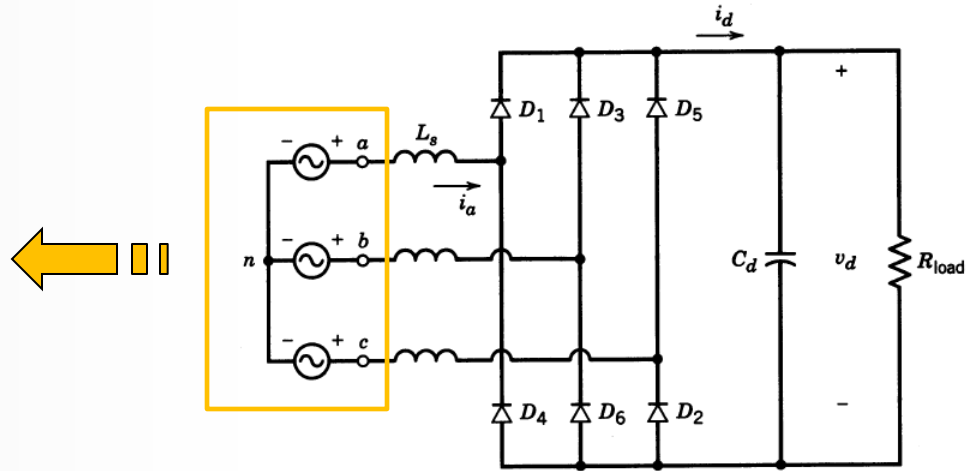 i_d
+
D_1
D_3
D_5
- + a
L_s
i_a
- + b
n
C_d
v_d
R_load
- + c
D_4
D_6
D_2
-